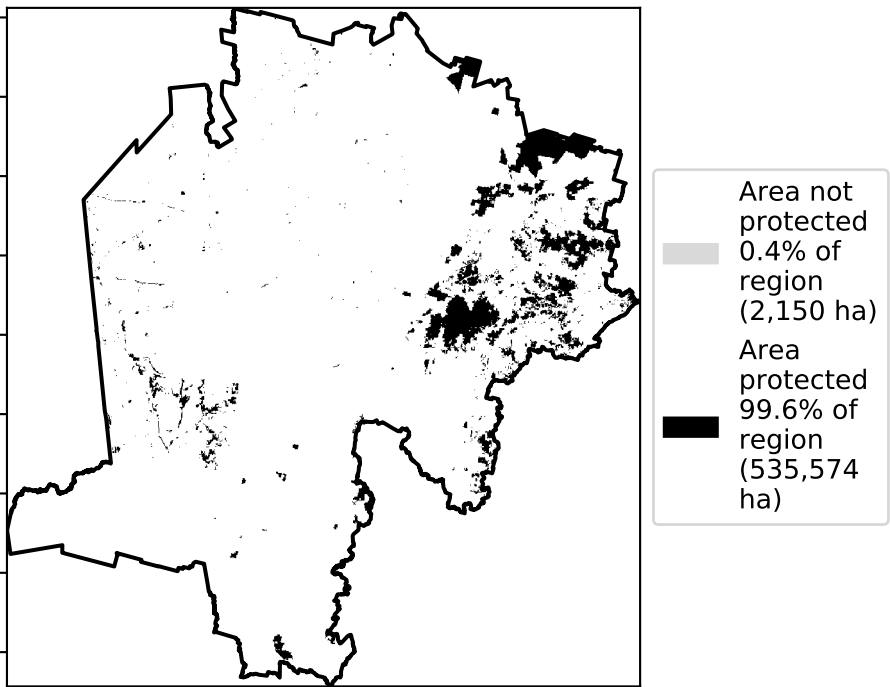 Area not
protected
0.4% of
region
(2,150 ha)
Area
protected
99.6% of
region
(535,574
ha)